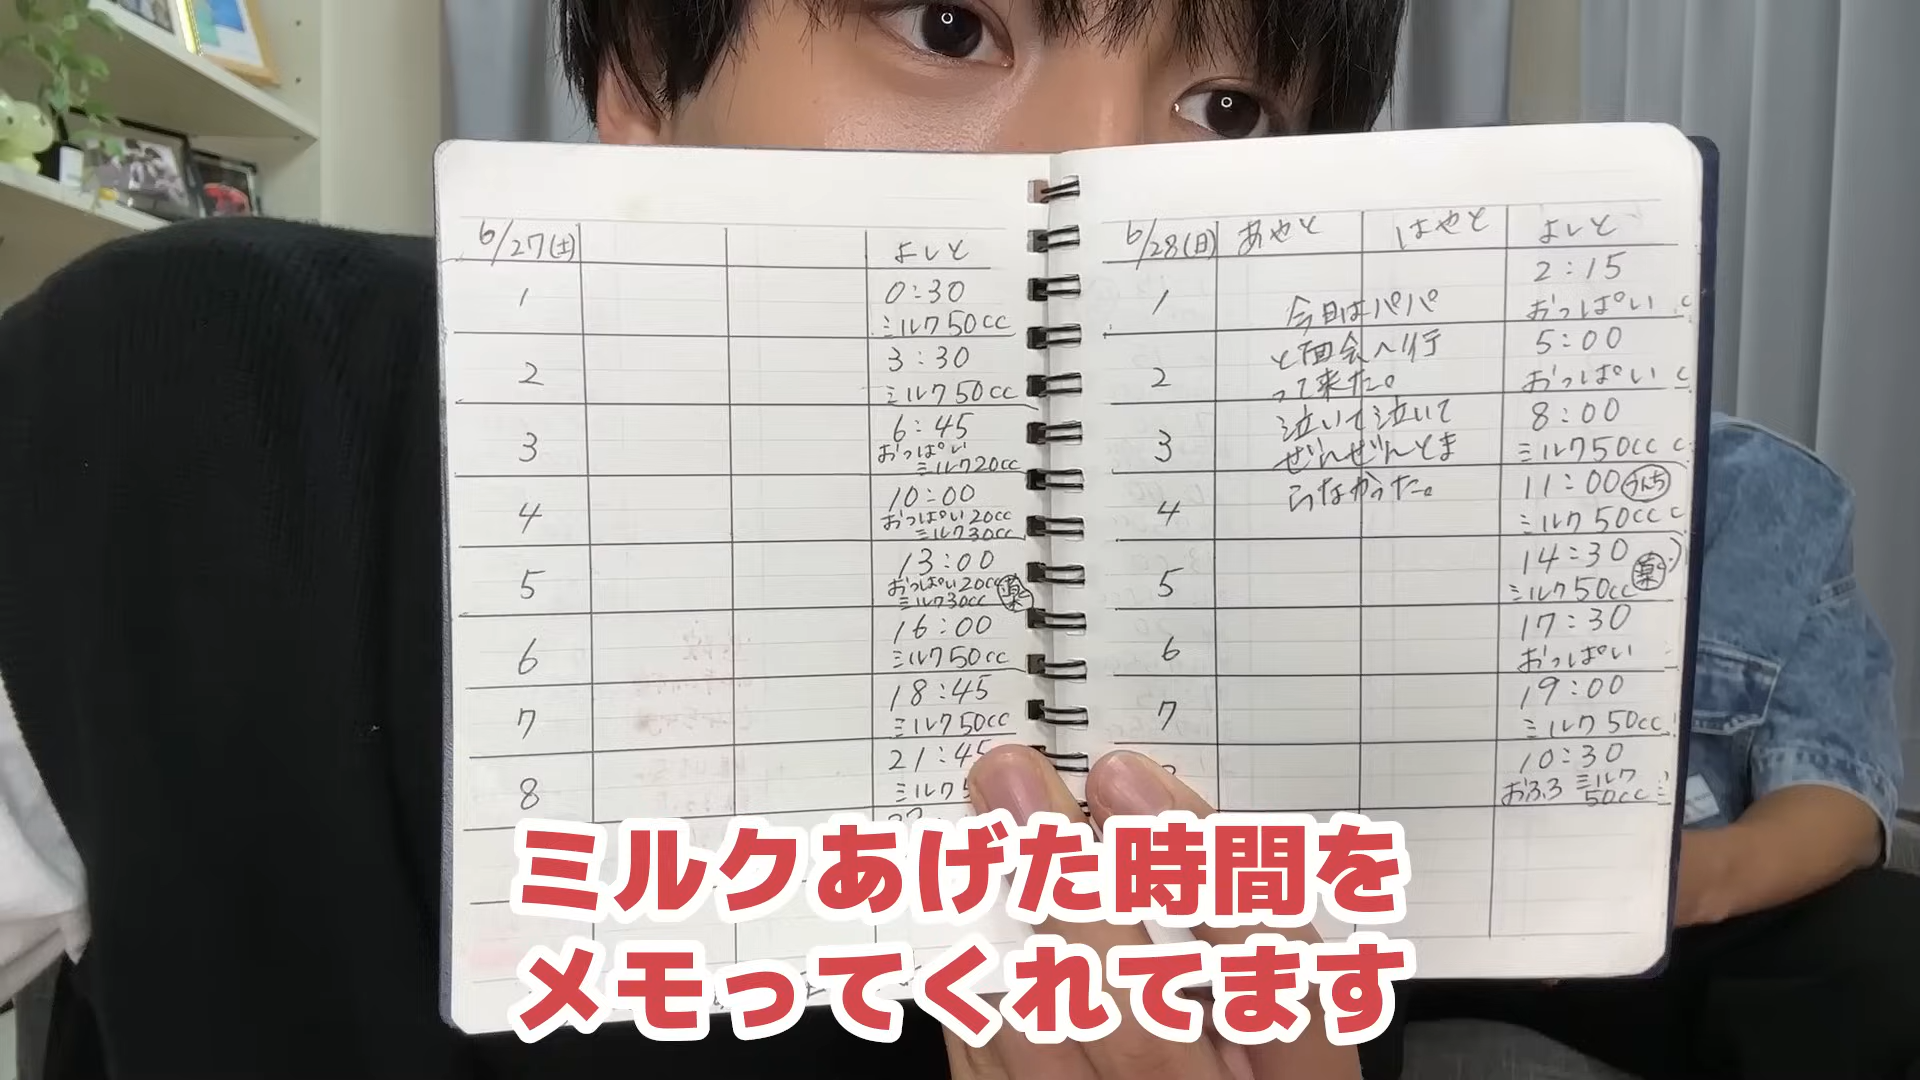 6/27(土)
よしと
1
0:30
ミルク50cc
2
3:30
ミルク50cc
3
6:45
おっぱい
ミルク20cc
4
10:00
おっぱい20cc
ミルク30cc
5
13:00
おっぱい20cc
ミルク30cc
薬
6
16:00
ミルク50cc
7
18:45
ミルク50cc
8
21:45
ミルク
6/28(日)
あやと
はやと
よしと
1
2:15
おっぱい
2
5:00
おっぱい
3
8:00
ミルク50cc
4
11:00 うんち
ミルク50cc
5
14:30
ミルク50cc
薬
6
17:30
おっぱい
7
19:00
ミルク50cc
10:30
おふろ ミルク
50cc
今日はパパ
と面会へ行
って来た。
泣いて泣いて
ぜんぜんとま
らなかった。
ミルクあげた時間を
メモってくれてます